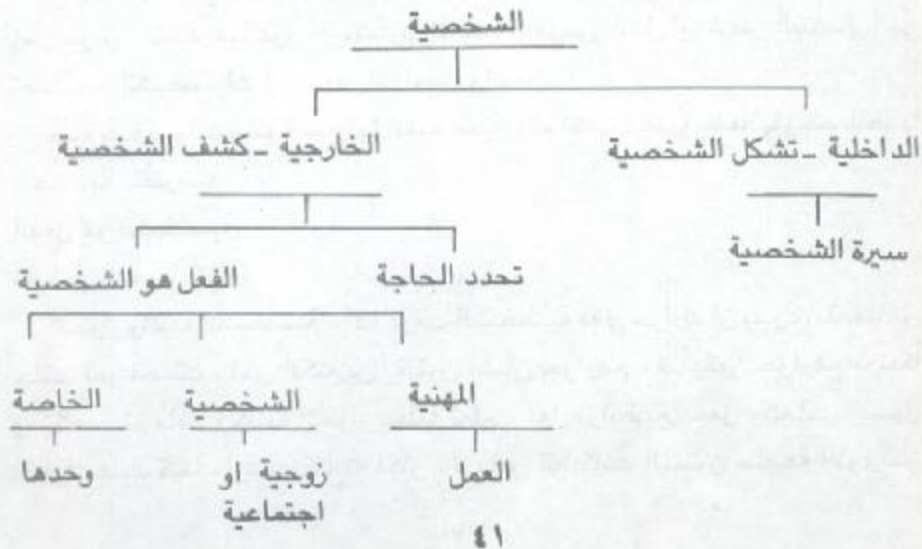 الشخصية
الداخلية - تشكل الشخصية
الخارجية - كشف الشخصية
سيرة الشخصية
تحدد الحاجة
الفعل هو الشخصية
المهنية
الشخصية
الخاصة
العمل
زوجية او
اجتماعية
وحدها
٤١